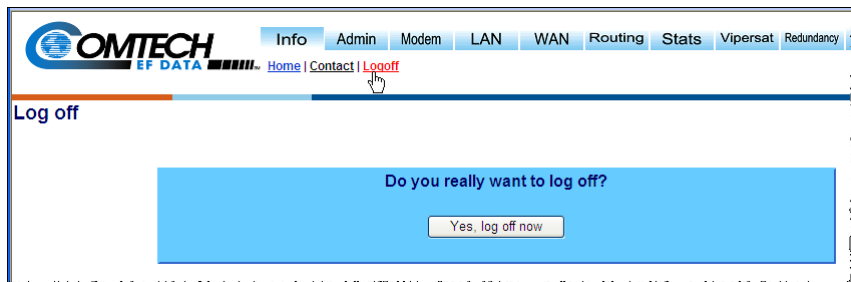 COMTECH
EF DATA
Info Admin Modem LAN WAN Routing Stats Vipersat Redundancy
Home | Contact | Logoff
Log off
Do you really want to log off?
Yes, log off now